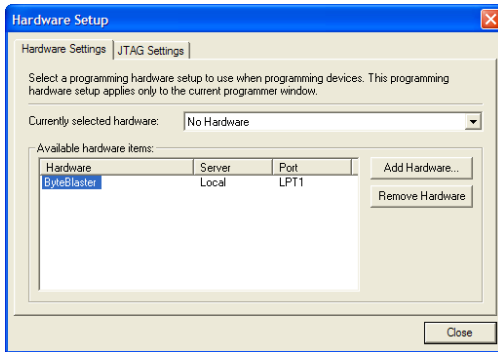 Hardware Setup
Hardware Settings
JTAG Settings
Select a programming hardware setup to use when programming devices. This programming
hardware setup applies only to the current programmer window.
Currently selected hardware:
No Hardware
Available hardware items:
Hardware Server Port
ByteBlaster Local LPT1
Add Hardware...
Remove Hardware
Close